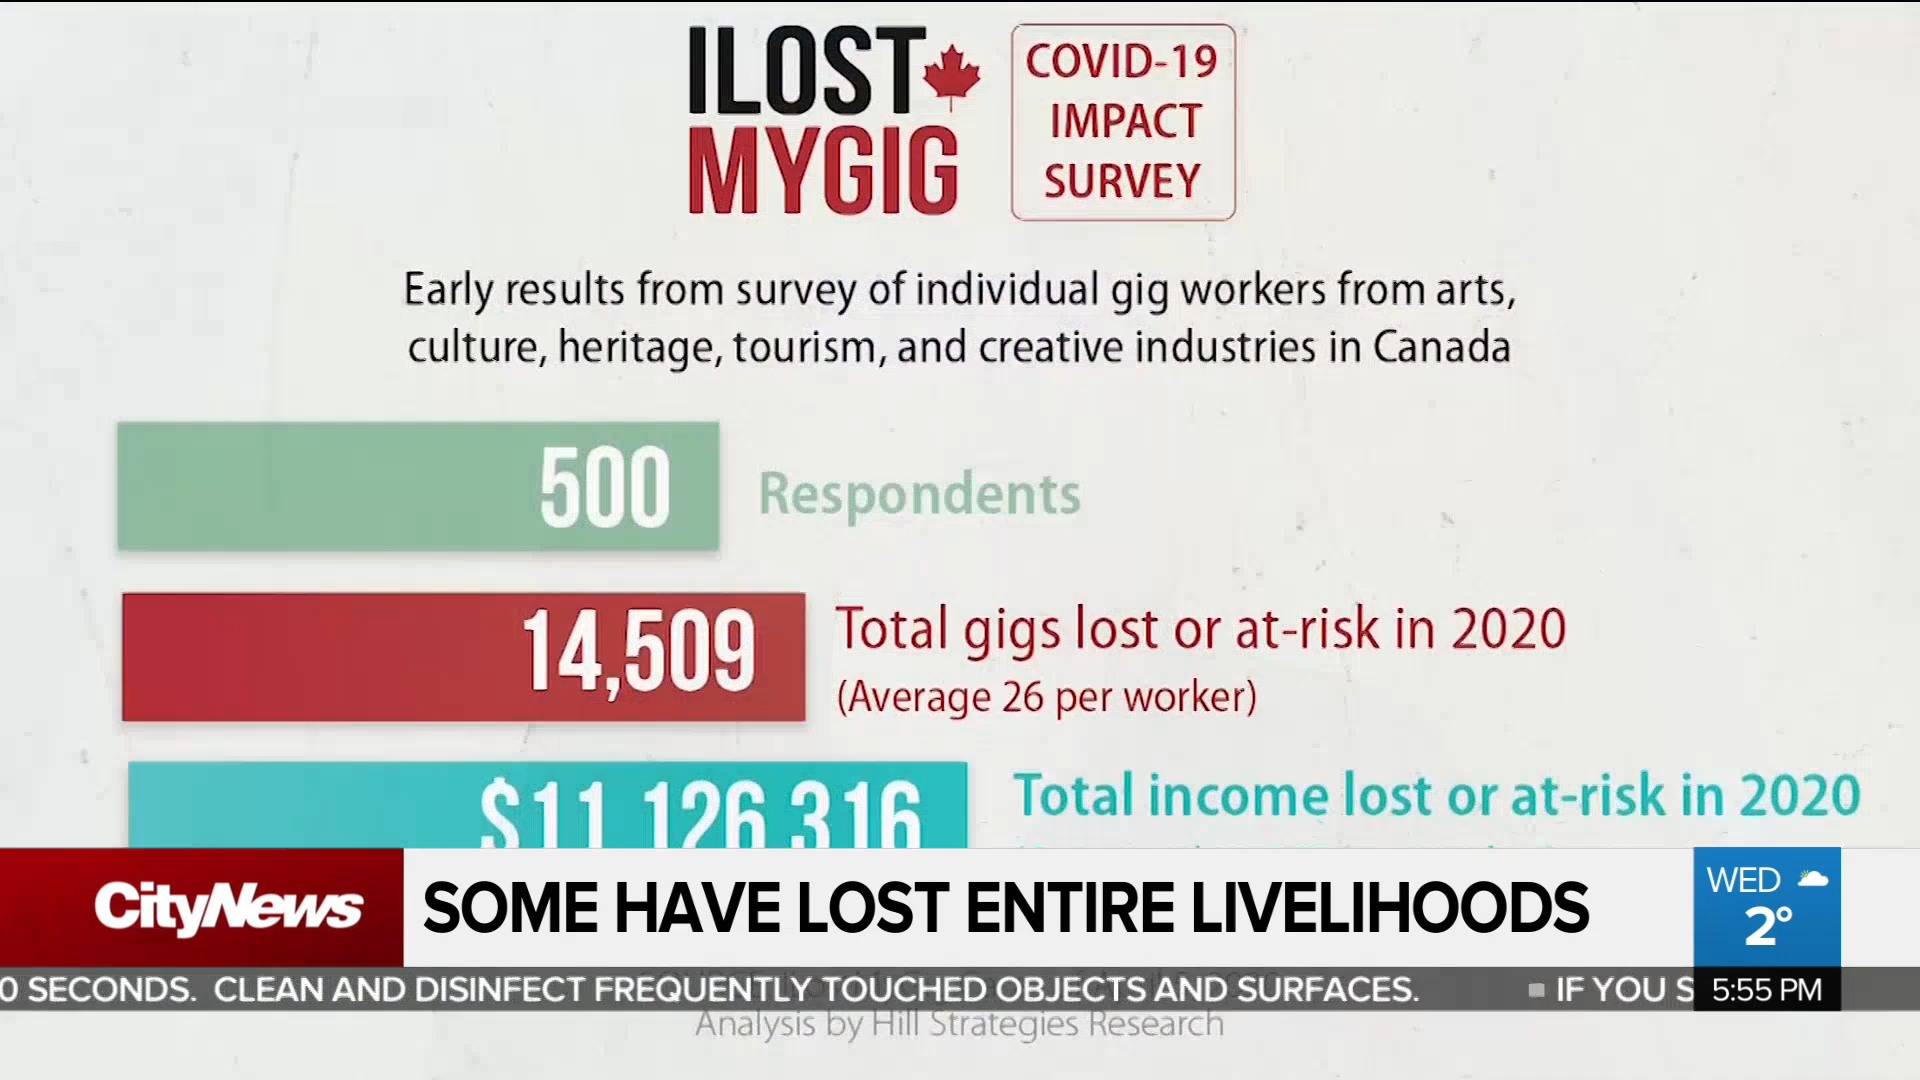 ILOST
MYGIG
COVID-19
IMPACT
SURVEY
Early results from survey of individual gig workers from arts,
culture, heritage, tourism, and creative industries in Canada
500 Respondents
14,509 Total gigs lost or at-risk in 2020
(Average 26 per worker)
$11,126,316 Total income lost or at-risk in 2020
CityNews
SOME HAVE LOST ENTIRE LIVELIHOODS
WED
2°
0 SECONDS. CLEAN AND DISINFECT FREQUENTLY TOUCHED OBJECTS AND SURFACES. IF YOU S
5:55 PM
Analysis by Hill Strategies Research